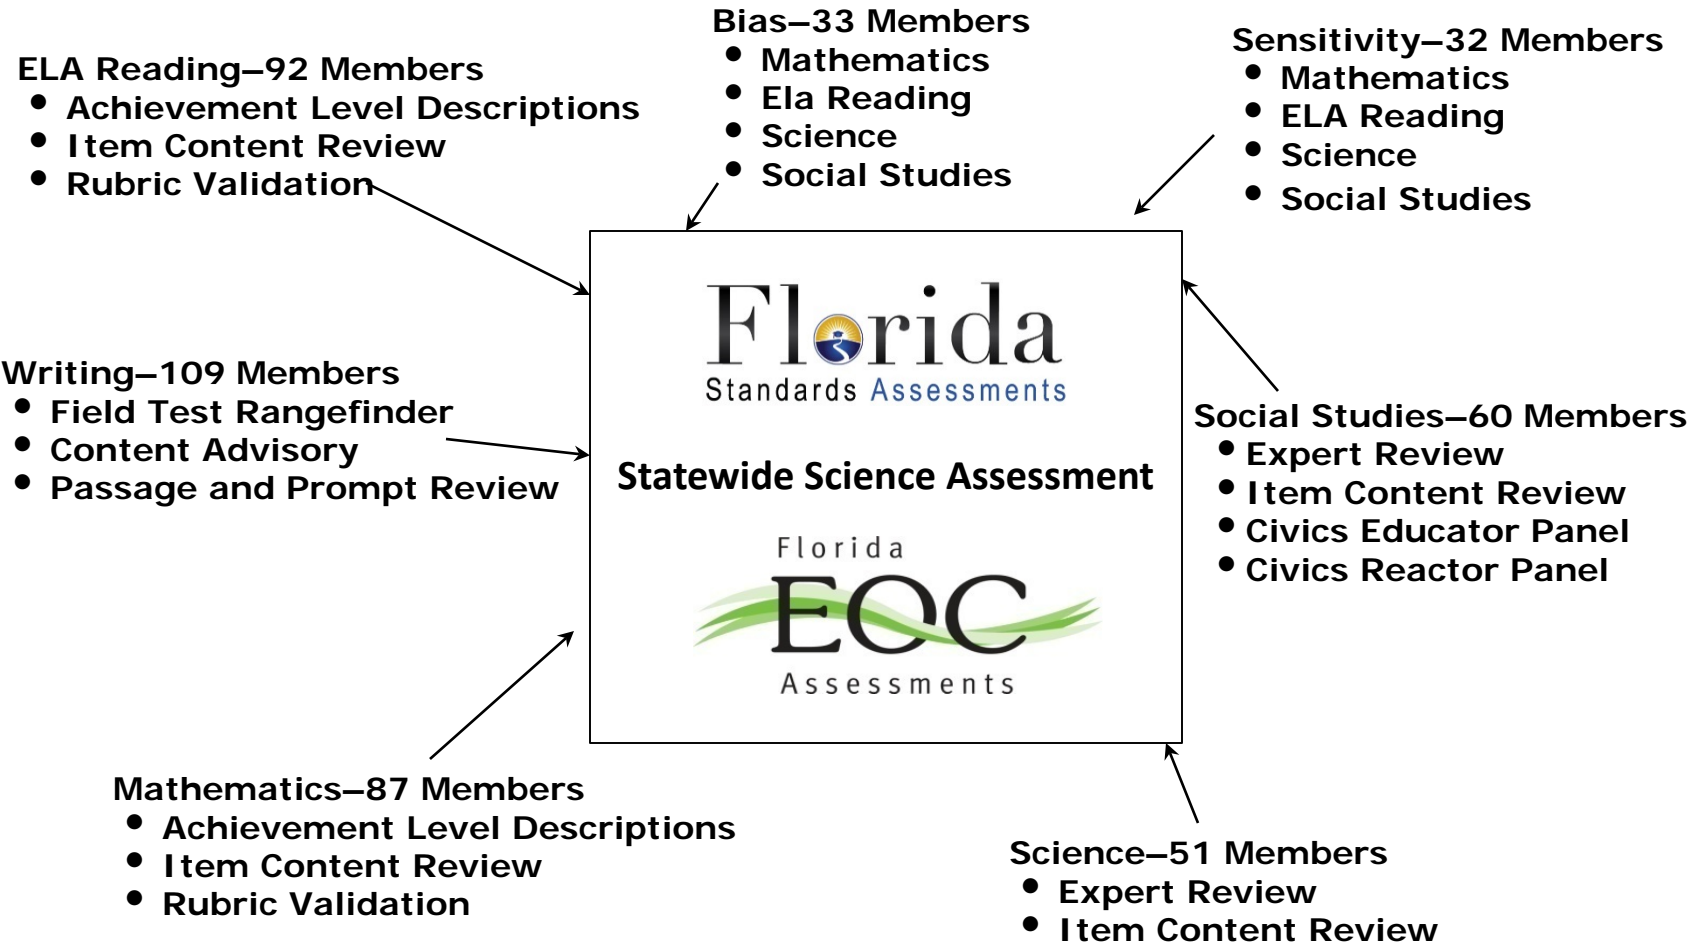 Bias–33 Members
• Mathematics
• Ela Reading
• Science
• Social Studies
Sensitivity–32 Members
• Mathematics
• ELA Reading
• Science
• Social Studies
ELA Reading–92 Members
• Achievement Level Descriptions
• Item Content Review
• Rubric Validation
Florida
Standards Assessments
Writing–109 Members
• Field Test Rangefinder
• Content Advisory
• Passage and Prompt Review
Statewide Science Assessment
Social Studies–60 Members
• Expert Review
• Item Content Review
• Civics Educator Panel
• Civics Reactor Panel
Florida
EOC
Assessments
Mathematics–87 Members
• Achievement Level Descriptions
• Item Content Review
• Rubric Validation
Science–51 Members
• Expert Review
• Item Content Review